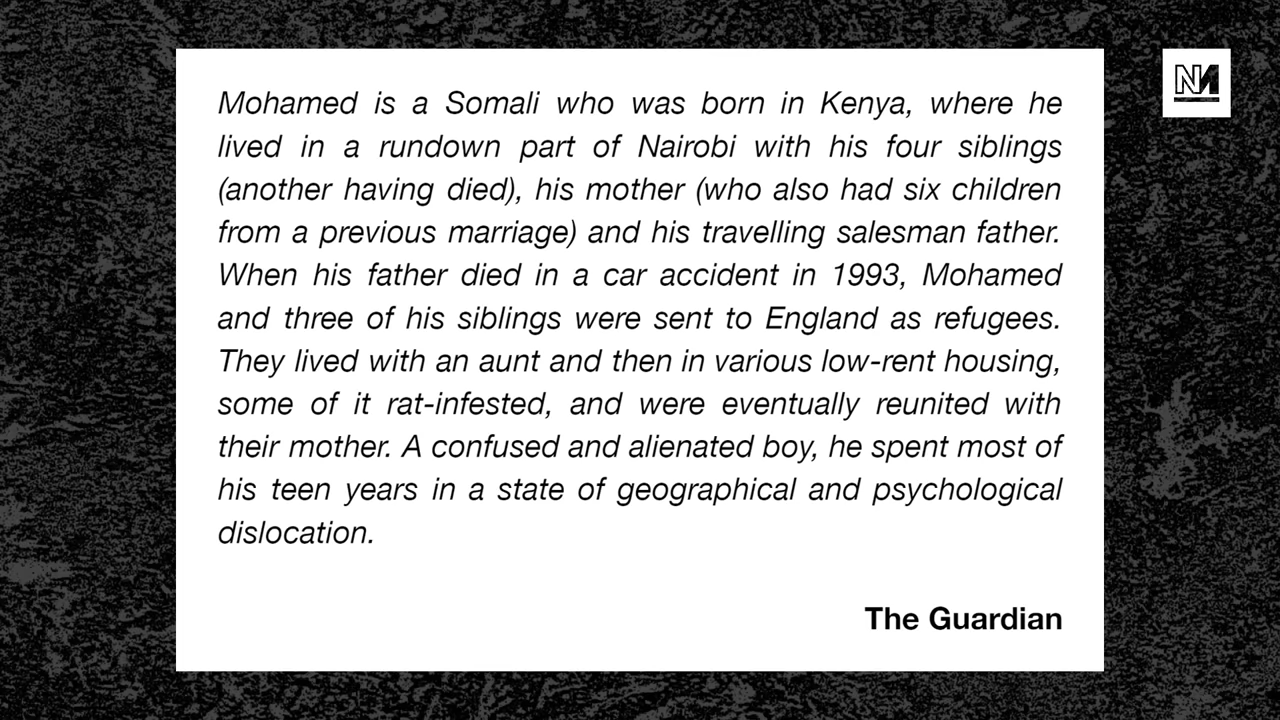 Mohamed is a Somali who was born in Kenya, where he
lived in a rundown part of Nairobi with his four siblings
(another having died), his mother (who also had six children
from a previous marriage) and his travelling salesman father.
When his father died in a car accident in 1993, Mohamed
and three of his siblings were sent to England as refugees.
They lived with an aunt and then in various low-rent housing,
some of it rat-infested, and were eventually reunited with
their mother. A confused and alienated boy, he spent most of
his teen years in a state of geographical and psychological
dislocation.
The Guardian
NM